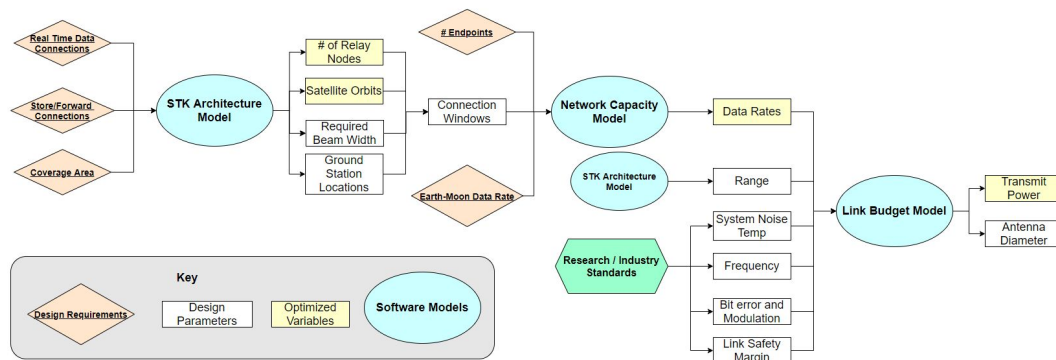 Real Time Data
Connections
Store/Forward
Connections
Coverage Area
STK Architecture
Model
# of Relay
Nodes
Satellite Orbits
Required
Beam Width
Ground
Station
Locations
# Endpoints
Connection
Windows
Earth-Moon Data Rate
Network Capacity
Model
STK Architecture
Model
Research / Industry
Standards
Data Rates
Range
System Noise
Temp
Frequency
Bit error and
Modulation
Link Safety
Margin
Link Budget Model
Transmit
Power
Antenna
Diameter
Key
Design Requirements
Design
Parameters
Optimized
Variables
Software Models